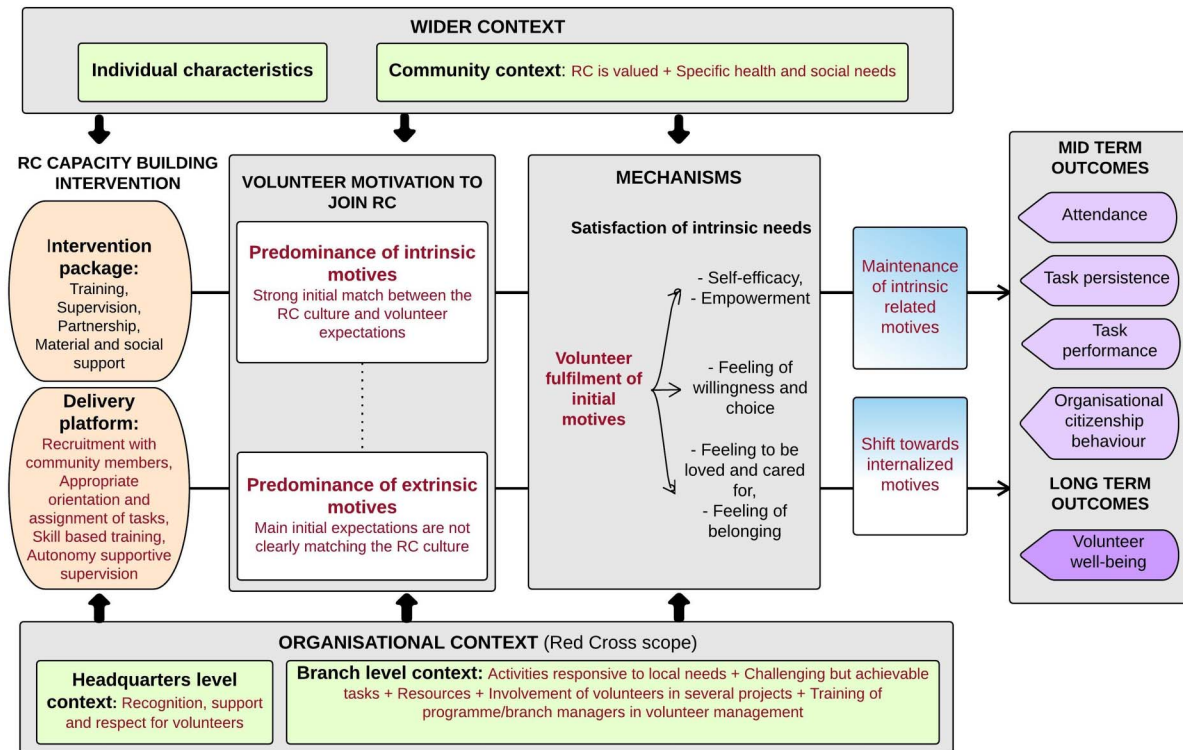 WIDER CONTEXT
Individual characteristics
Community context: RC is valued + Specific health and social needs
RC CAPACITY BUILDING
INTERVENTION
Intervention
package:
Training,
Supervision,
Partnership,
Material and social
support
Delivery
platform:
Recruitment with
community members,
Appropriate
orientation and
assignment of tasks,
Skill based training,
Autonomy supportive
supervision
VOLUNTEER MOTIVATION TO
JOIN RC
Predominance of intrinsic
motives
Strong initial match between the
RC culture and volunteer
expectations
Predominance of extrinsic
motives
Main initial expectations are not
clearly matching the RC culture
MECHANISMS
Satisfaction of intrinsic needs
Volunteer
fulfilment of
initial
motives
- Self-efficacy,
- Empowerment
- Feeling of
willingness and
choice
- Feeling to be
loved and cared
for,
- Feeling of
belonging
Maintenance
of intrinsic
related
motives
Shift towards
internalized
motives
MID TERM
OUTCOMES
Attendance
Task persistence
Task
performance
Organisational
citizenship
behaviour
LONG TERM
OUTCOMES
Volunteer
well-being
ORGANISATIONAL CONTEXT (Red Cross scope)
Headquarters level
context: Recognition, support
and respect for volunteers
Branch level context: Activities responsive to local needs + Challenging but achievable
tasks + Resources + Involvement of volunteers in several projects + Training of
programme/branch managers in volunteer management